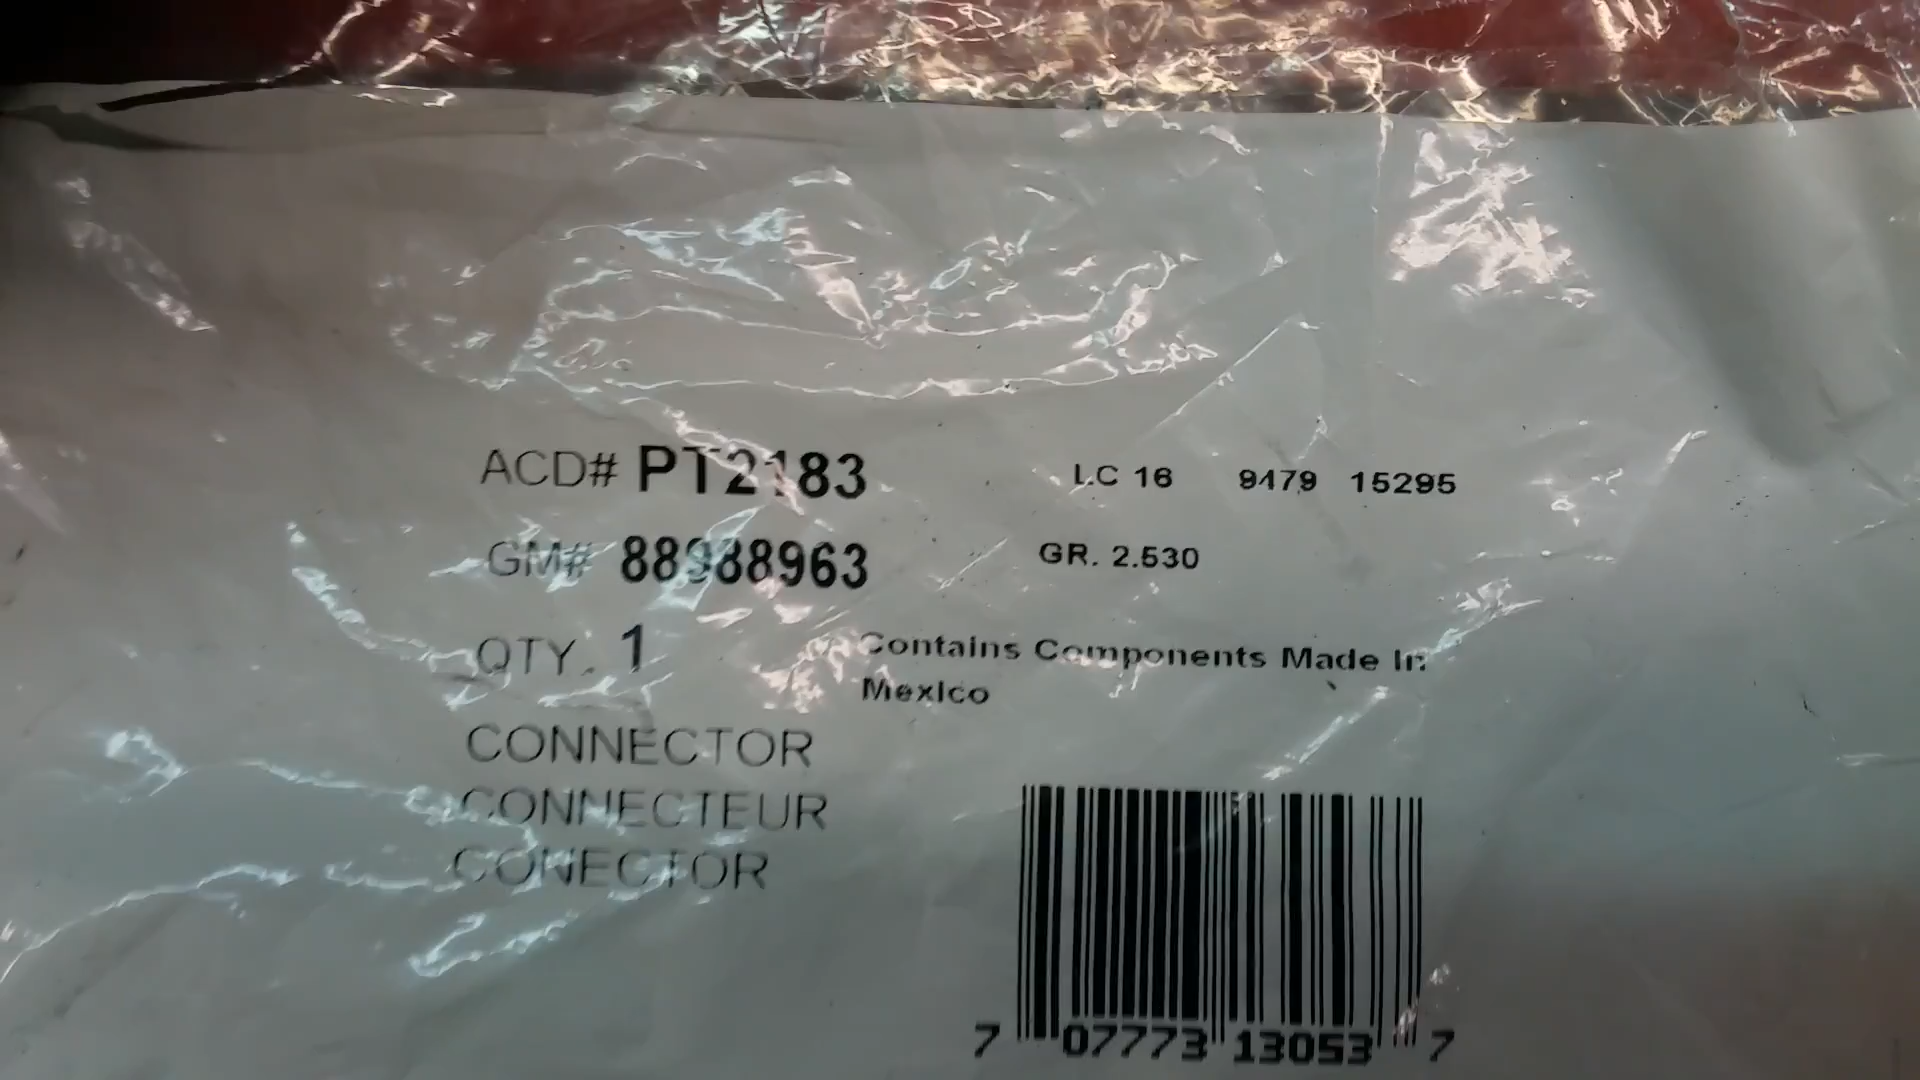 ACD# PT2183 LC 16 9479 15295
GM# 88988963 GR. 2.530
QTY. 1 Contains Components Made In
Mexico
CONNECTOR
CONNECTEUR
CONECTOR
7 07773 13053 7